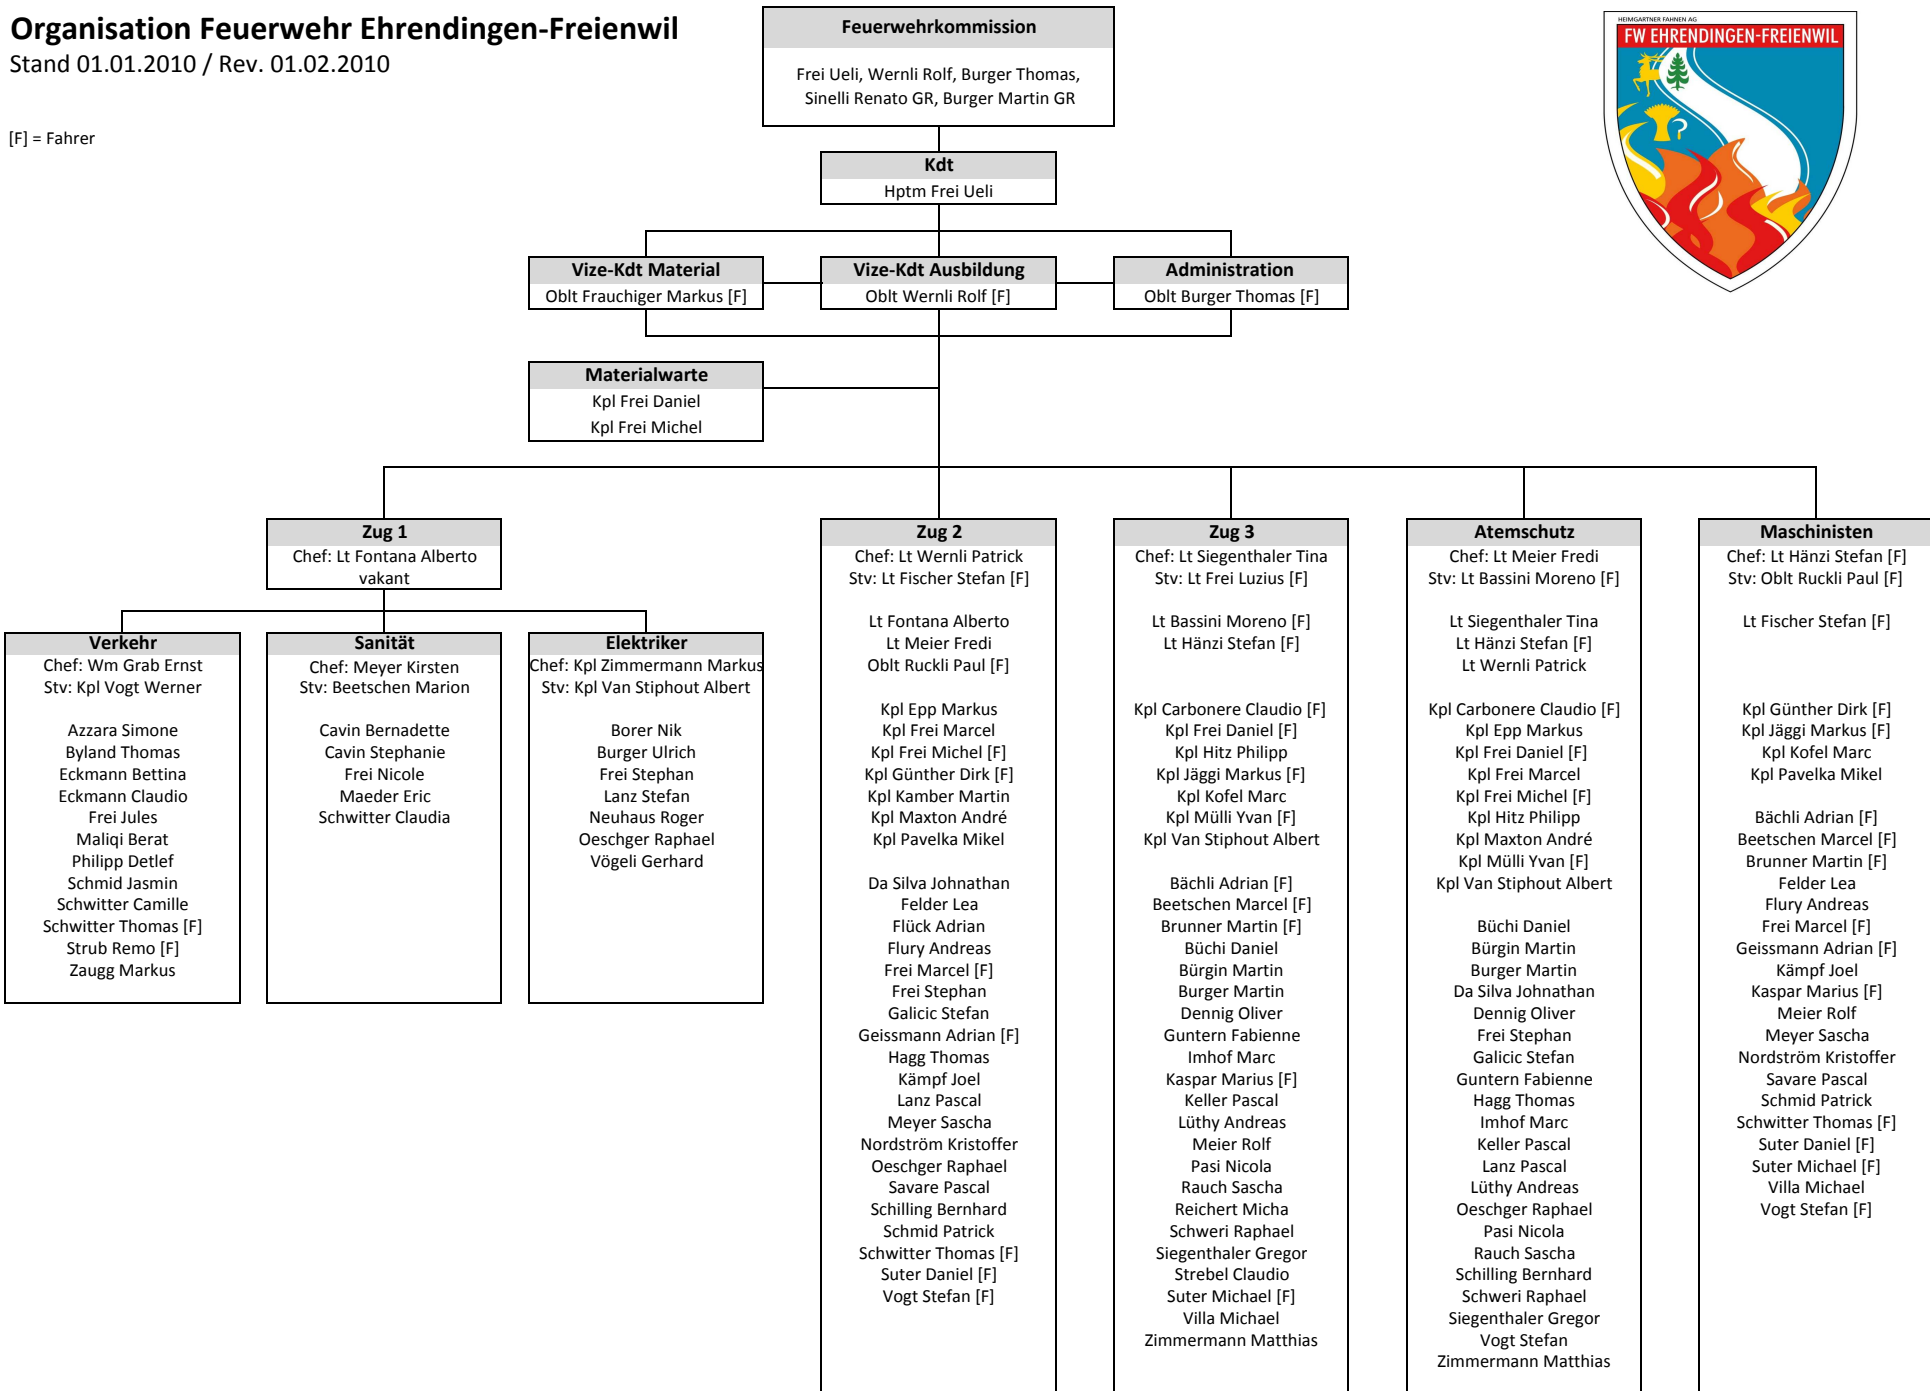 Organisation Feuerwehr Ehrendingen-Freienwil
Stand 01.01.2010 / Rev. 01.02.2010
[F] = Fahrer
Feuerwehrkommission
Frei Ueli, Wernli Rolf, Burger Thomas,
Sinelli Renato GR, Burger Martin GR
HEIMGARTNER FAHNEN AG
FW EHRENDINGEN-FREIENWIL
Kdt
Hptm Frei Ueli
Vize-Kdt Material
Oblt Frauchiger Markus [F]
Vize-Kdt Ausbildung
Oblt Wernli Rolf [F]
Administration
Oblt Burger Thomas [F]
Materialwarte
Kpl Frei Daniel
Kpl Frei Michel
Zug 1
Chef: Lt Fontana Alberto
vakant
Verkehr
Chef: Wm Grab Ernst
Stv: Kpl Vogt Werner
Azzara Simone
Byland Thomas
Eckmann Bettina
Eckmann Claudio
Frei Jules
Maliqi Berat
Philipp Detlef
Schmid Jasmin
Schwitter Camille
Schwitter Thomas [F]
Strub Remo [F]
Zaugg Markus
Sanität
Chef: Meyer Kirsten
Stv: Beetschen Marion
Cavin Bernadette
Cavin Stephanie
Frei Nicole
Maeder Eric
Schwitter Claudia
Elektriker
Chef: Kpl Zimmermann Markus
Stv: Kpl Van Stiphout Albert
Borer Nik
Burger Ulrich
Frei Stephan
Lanz Stefan
Neuhaus Roger
Oeschger Raphael
Vögeli Gerhard
Zug 2
Chef: Lt Wernli Patrick
Stv: Lt Fischer Stefan [F]
Lt Fontana Alberto
Lt Meier Fredi
Oblt Ruckli Paul [F]
Kpl Epp Markus
Kpl Frei Marcel
Kpl Frei Michel [F]
Kpl Günther Dirk [F]
Kpl Kamber Martin
Kpl Maxton André
Kpl Pavelka Mikel
Da Silva Johnathan
Felder Lea
Flück Adrian
Flury Andreas
Frei Marcel [F]
Frei Stephan
Galicic Stefan
Geissmann Adrian [F]
Hagg Thomas
Kämpf Joel
Lanz Pascal
Meyer Sascha
Nordström Kristoffer
Oeschger Raphael
Savare Pascal
Schilling Bernhard
Schmid Patrick
Schwitter Thomas [F]
Suter Daniel [F]
Vogt Stefan [F]
Zug 3
Chef: Lt Siegenthaler Tina
Stv: Lt Frei Luzius [F]
Lt Bassini Moreno [F]
Lt Hänzi Stefan [F]
Kpl Carbonere Claudio [F]
Kpl Frei Daniel [F]
Kpl Hitz Philipp
Kpl Jäggi Markus [F]
Kpl Kofel Marc
Kpl Mülli Yvan [F]
Kpl Van Stiphout Albert
Bächli Adrian [F]
Beetschen Marcel [F]
Brunner Martin [F]
Büchi Daniel
Bürgin Martin
Burger Martin
Dennig Oliver
Guntern Fabienne
Imhof Marc
Kaspar Marius [F]
Keller Pascal
Lüthy Andreas
Meier Rolf
Pasi Nicola
Rauch Sascha
Reichert Micha
Schweri Raphael
Siegenthaler Gregor
Strebel Claudio
Suter Michael [F]
Villa Michael
Zimmermann Matthias
Atemschutz
Chef: Lt Meier Fredi
Stv: Lt Bassini Moreno [F]
Lt Siegenthaler Tina
Lt Hänzi Stefan [F]
Lt Wernli Patrick
Kpl Carbonere Claudio [F]
Kpl Epp Markus
Kpl Frei Daniel [F]
Kpl Frei Marcel
Kpl Frei Michel [F]
Kpl Hitz Philipp
Kpl Maxton André
Kpl Mülli Yvan [F]
Kpl Van Stiphout Albert
Büchi Daniel
Bürgin Martin
Burger Martin
Da Silva Johnathan
Dennig Oliver
Frei Stephan
Galicic Stefan
Guntern Fabienne
Hagg Thomas
Imhof Marc
Keller Pascal
Lanz Pascal
Lüthy Andreas
Oeschger Raphael
Pasi Nicola
Rauch Sascha
Schilling Bernhard
Schweri Raphael
Siegenthaler Gregor
Vogt Stefan
Zimmermann Matthias
Maschinisten
Chef: Lt Hänzi Stefan [F]
Stv: Oblt Ruckli Paul [F]
Lt Fischer Stefan [F]
Kpl Günther Dirk [F]
Kpl Jäggi Markus [F]
Kpl Kofel Marc
Kpl Pavelka Mikel
Bächli Adrian [F]
Beetschen Marcel [F]
Brunner Martin [F]
Felder Lea
Flury Andreas
Frei Marcel [F]
Geissmann Adrian [F]
Kämpf Joel
Kaspar Marius [F]
Meier Rolf
Meyer Sascha
Nordström Kristoffer
Savare Pascal
Schmid Patrick
Schwitter Thomas [F]
Suter Daniel [F]
Suter Michael [F]
Villa Michael
Vogt Stefan [F]